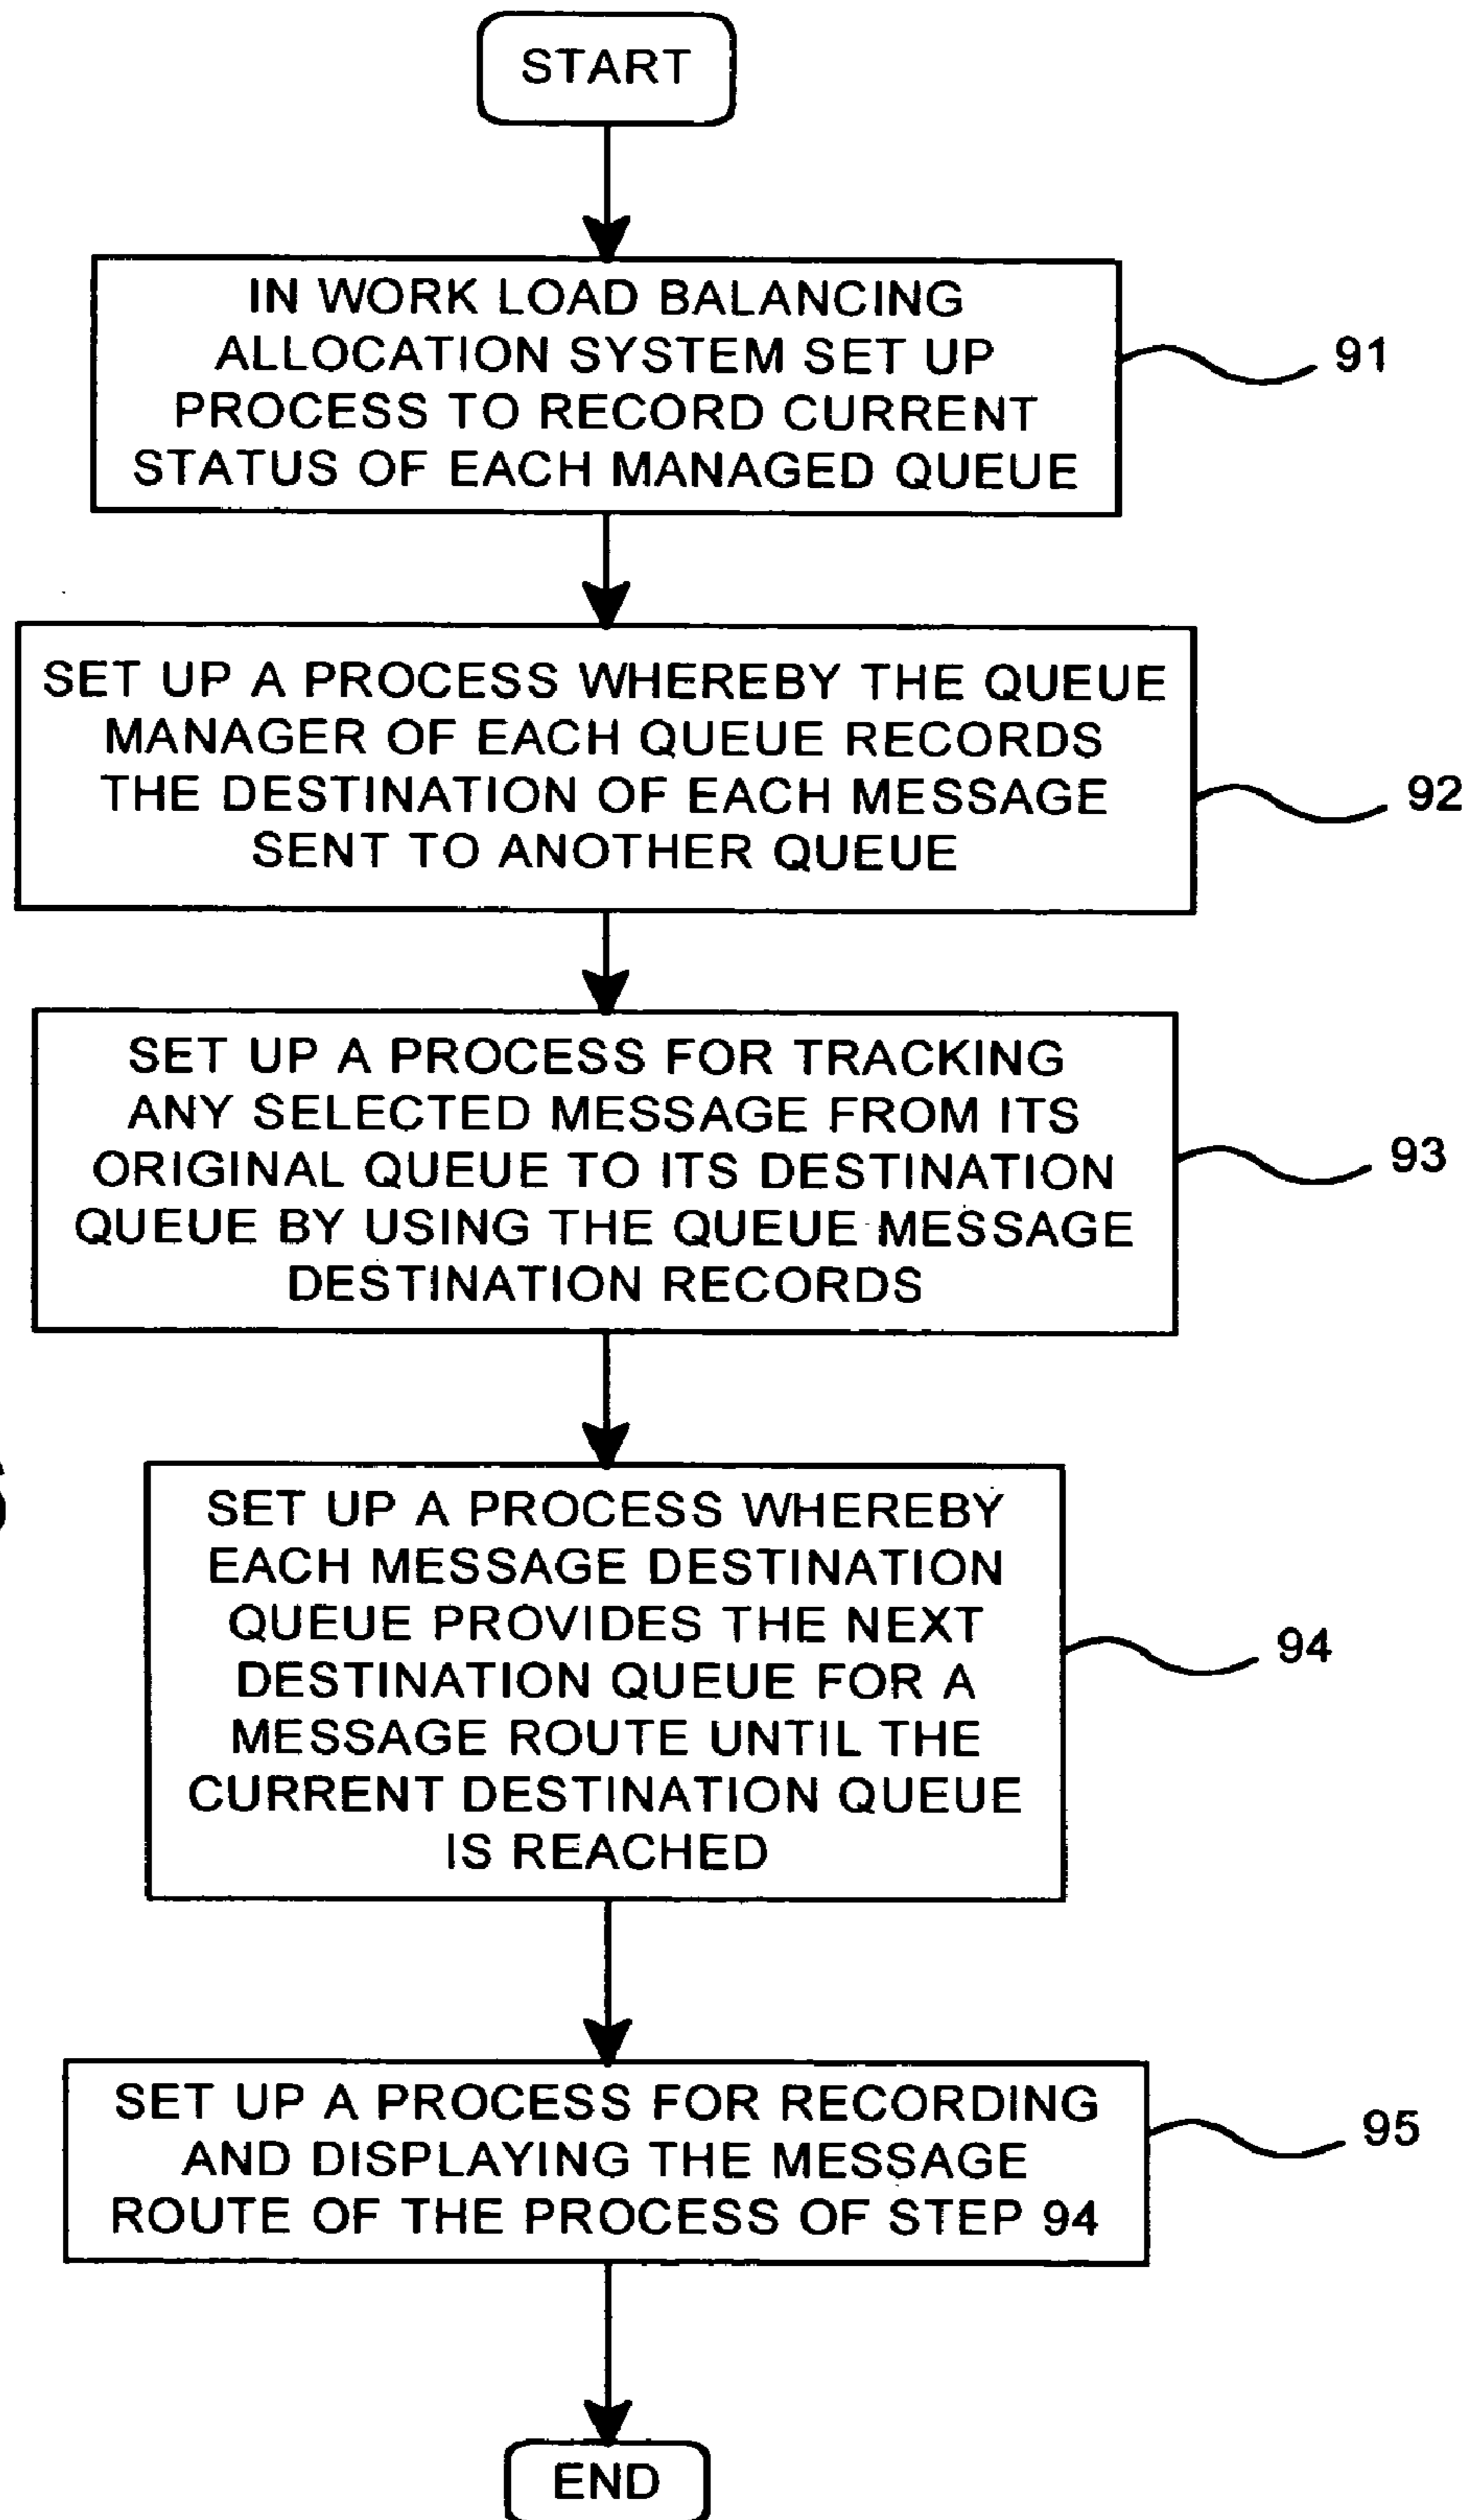 START
IN WORK LOAD BALANCING
ALLOCATION SYSTEM SET UP
PROCESS TO RECORD CURRENT
STATUS OF EACH MANAGED QUEUE
91
SET UP A PROCESS WHEREBY THE QUEUE
MANAGER OF EACH QUEUE RECORDS
THE DESTINATION OF EACH MESSAGE
SENT TO ANOTHER QUEUE
92
SET UP A PROCESS FOR TRACKING
ANY SELECTED MESSAGE FROM ITS
ORIGINAL QUEUE TO ITS DESTINATION
QUEUE BY USING THE QUEUE MESSAGE
DESTINATION RECORDS
93
SET UP A PROCESS WHEREBY
EACH MESSAGE DESTINATION
QUEUE PROVIDES THE NEXT
DESTINATION QUEUE FOR A
MESSAGE ROUTE UNTIL THE
CURRENT DESTINATION QUEUE
IS REACHED
94
SET UP A PROCESS FOR RECORDING
AND DISPLAYING THE MESSAGE
ROUTE OF THE PROCESS OF STEP 94
95
END